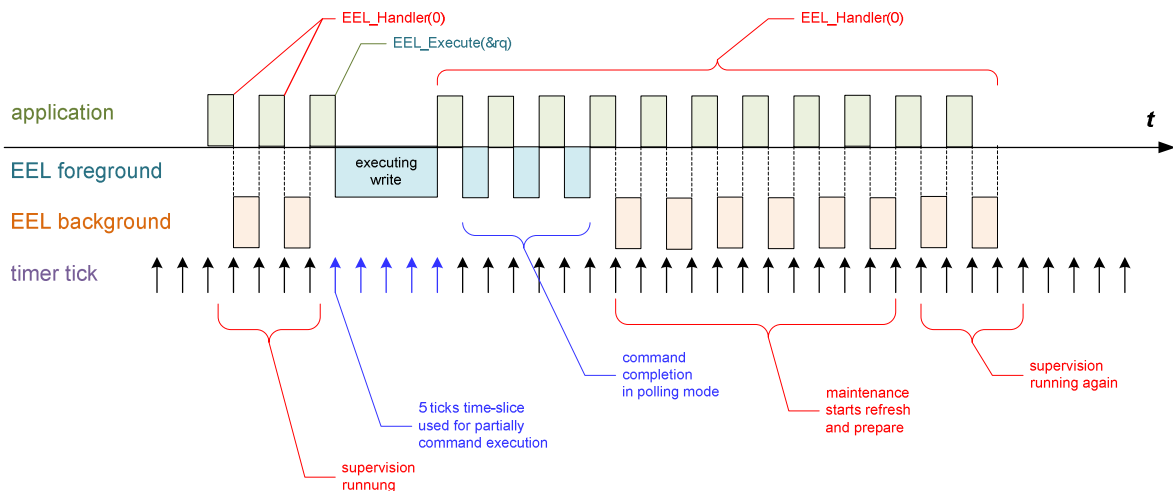 EEL_Handler(0)
EEL_Handler(0)
EEL_Execute(&rq)
application
t
EEL foreground
executing
write
EEL background
timer tick
command
completion
in polling mode
supervision
running again
maintenance
starts refresh
and prepare
5 ticks time-slice
used for partially
command execution
supervision
runnung